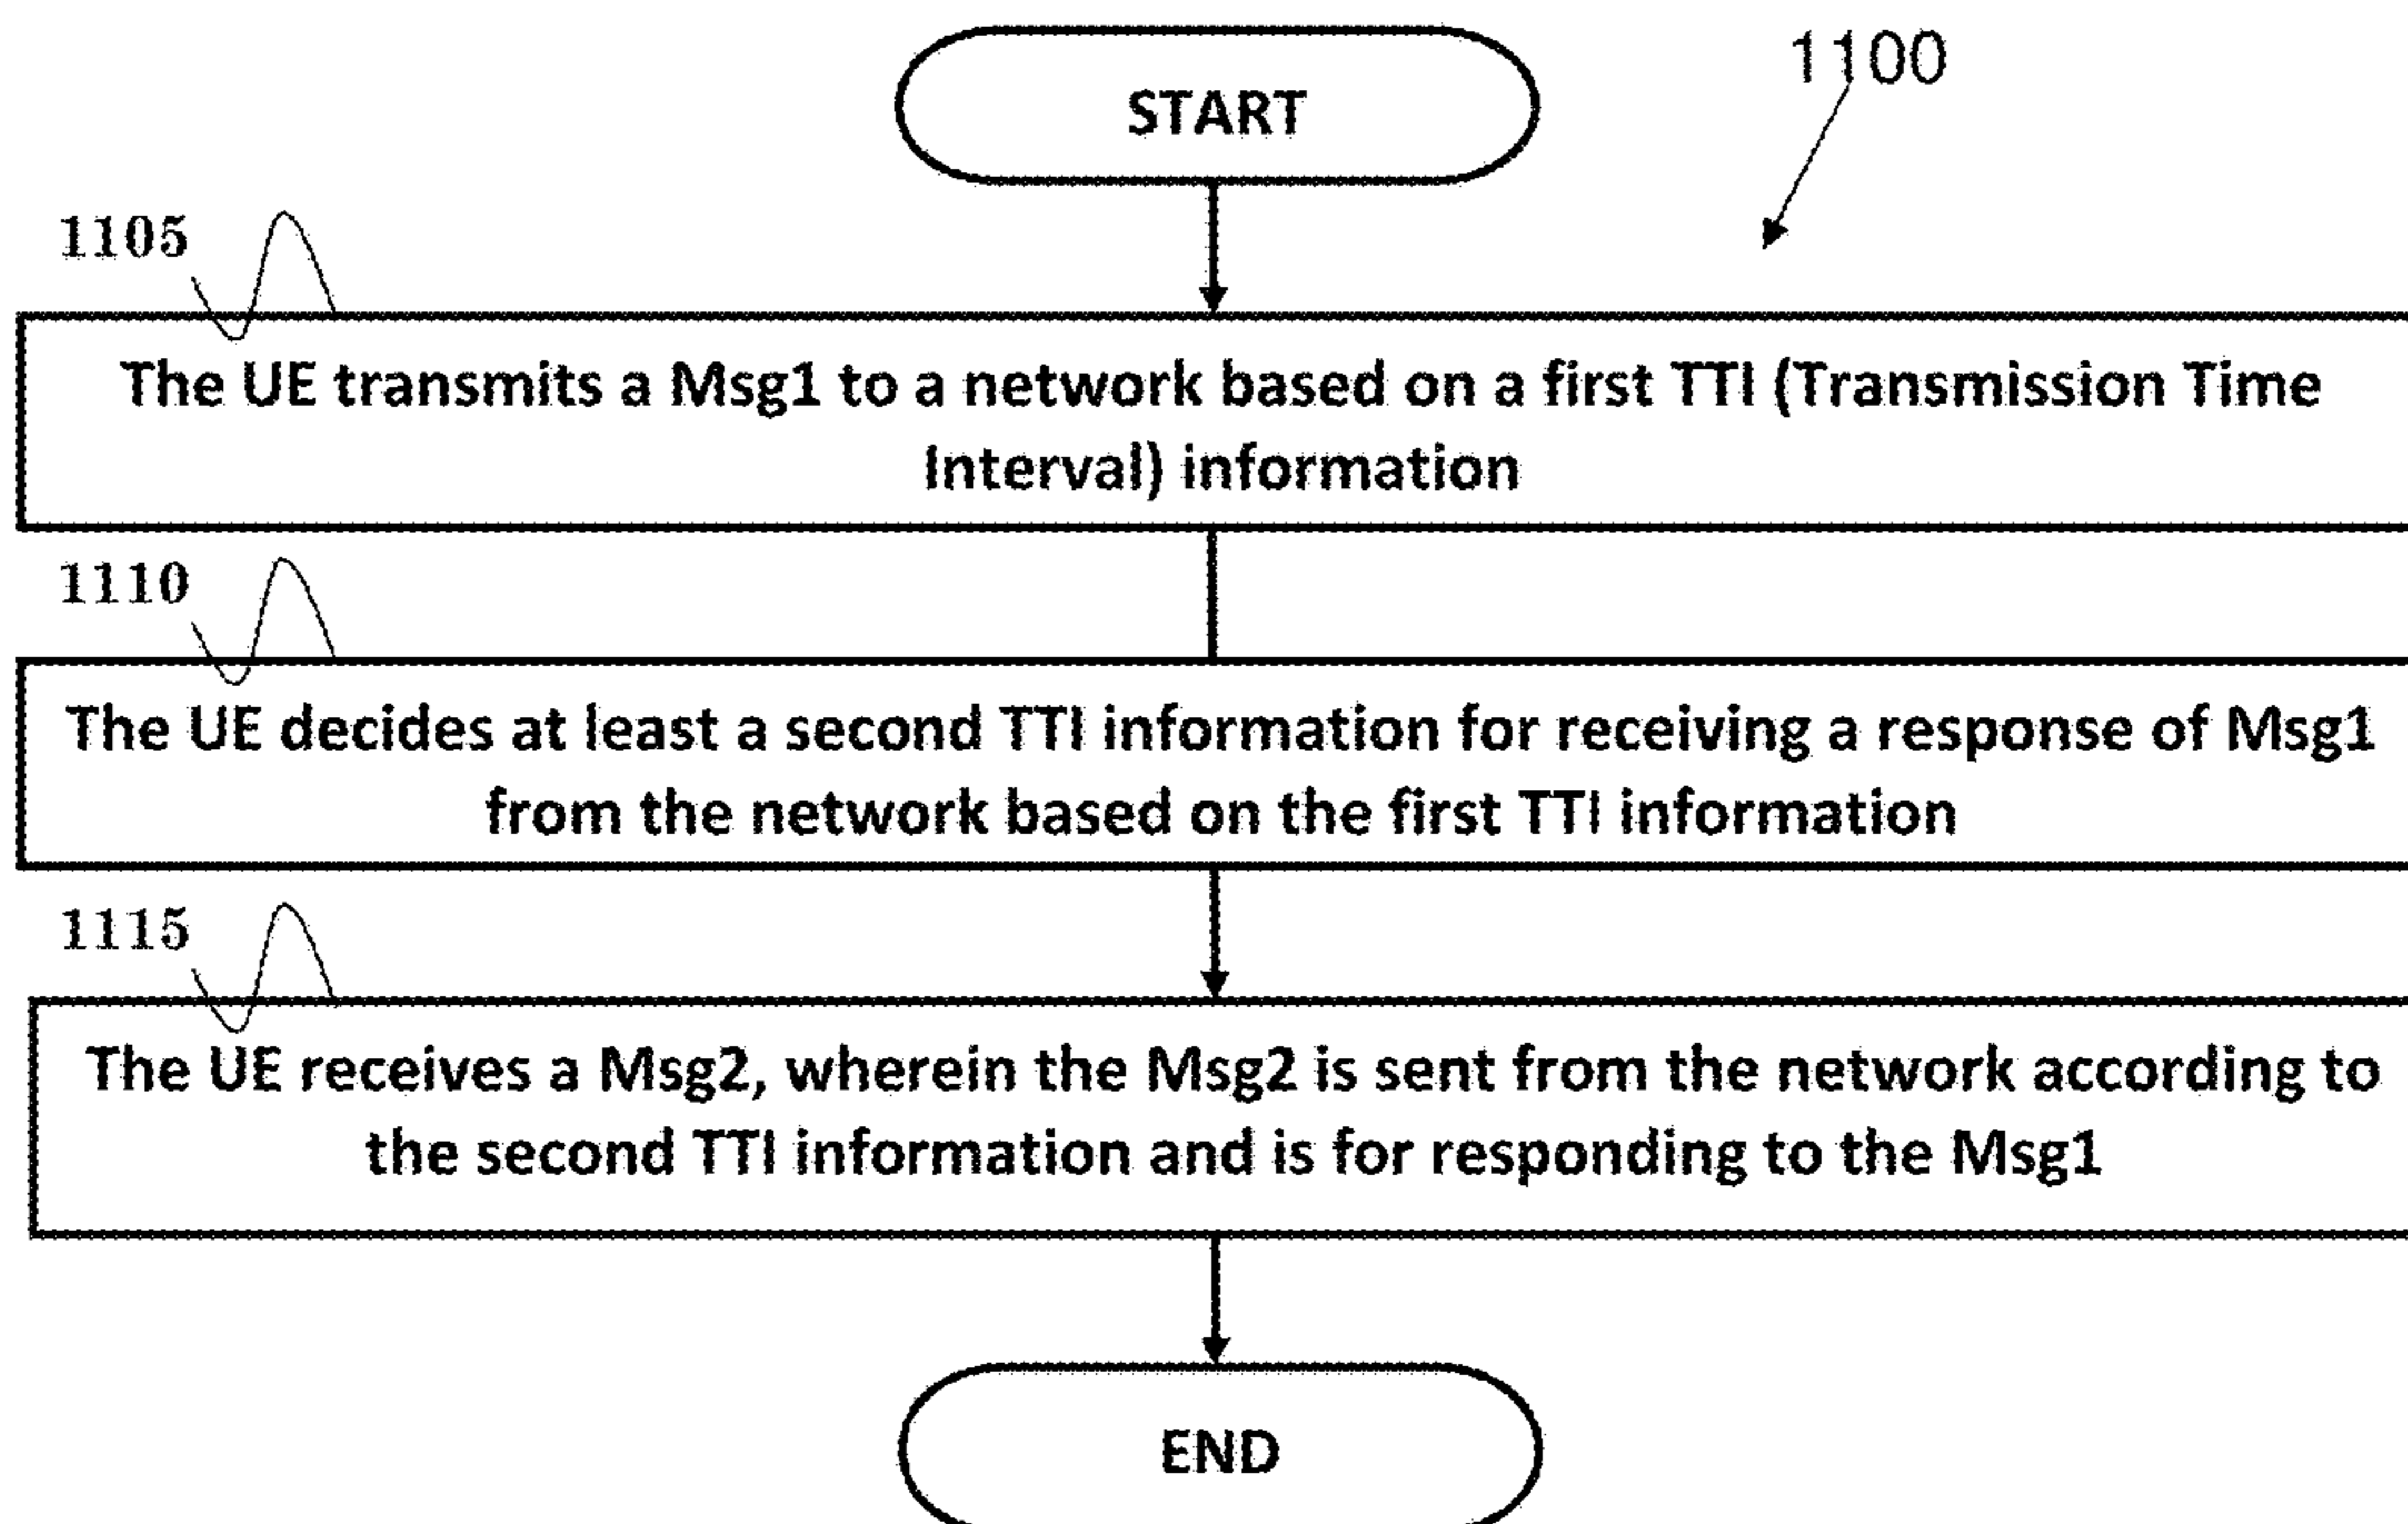 START
1100
1105
The UE transmits a Msg1 to a network based on a first TTI (Transmission Time
Interval) information
1110
The UE decides at least a second TTI information for receiving a response of Msg1
from the network based on the first TTI information
1115
The UE receives a Msg2, wherein the Msg2 is sent from the network according to
the second TTI information and is for responding to the Msg1
END